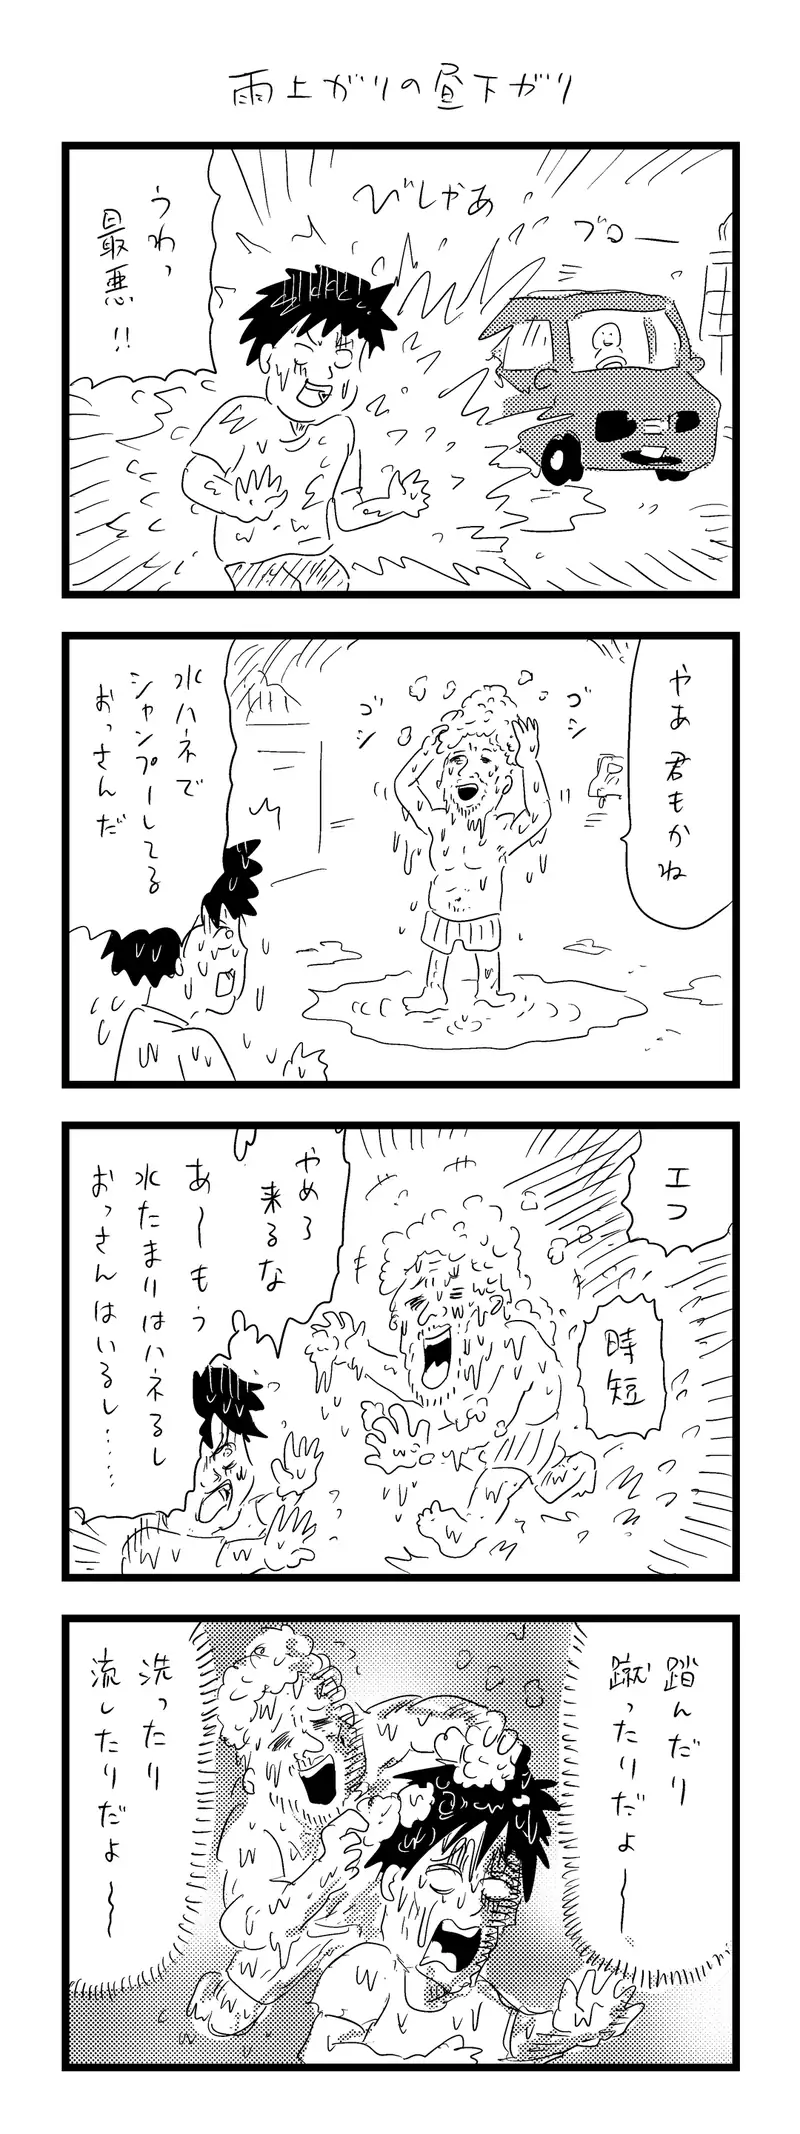 雨上がりの昼下がり
ブロー
びしゃあ
うわっ
最悪!!
やあ君もかね
ゴシ
ゴシ
水ハネで
シャンプーしてる
おっさんだ
エコ
時短
やめろ
来るな
あ〜もう
水たまりはハネるし
おっさんはいるし……
踏んだり
蹴ったりだよ〜〜
洗ったり
流したりだよ〜〜